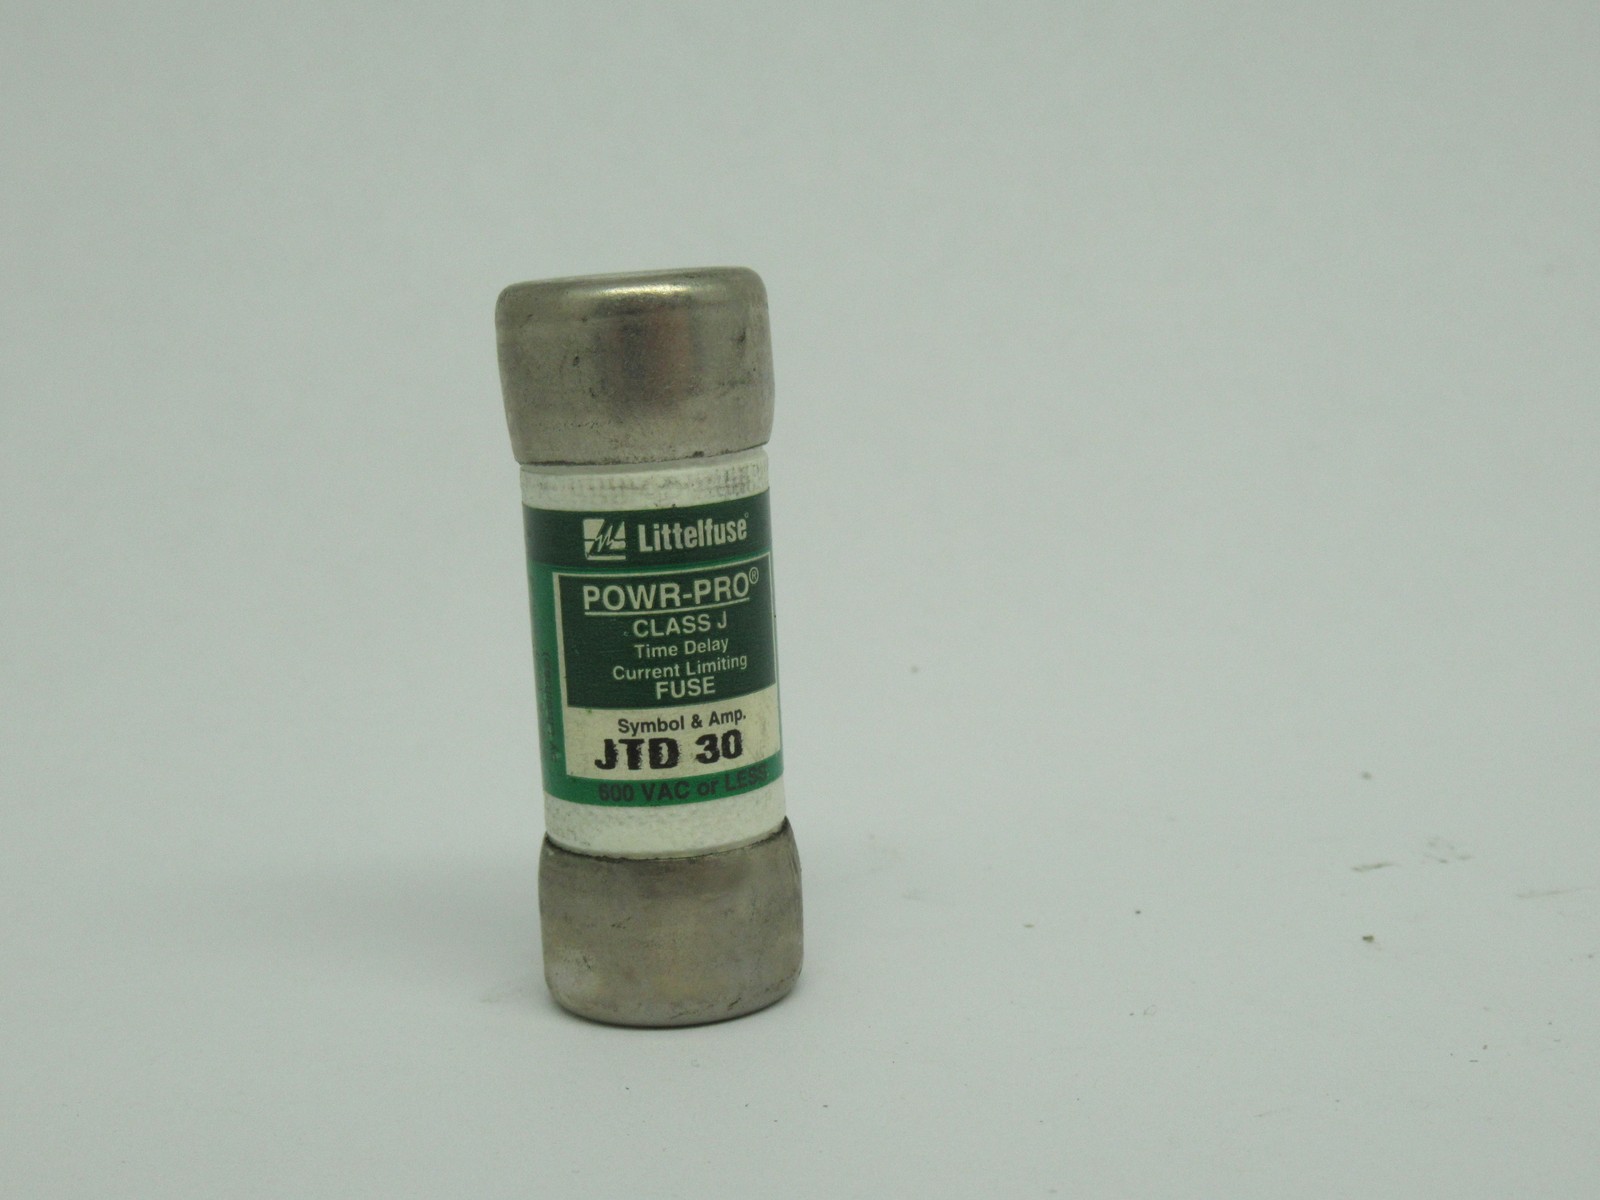 Littelfuse®
POWR-PRO®
CLASS J
Time Delay
Current Limiting
FUSE
Symbol & Amp.
JTD 30
600 VAC or LESS